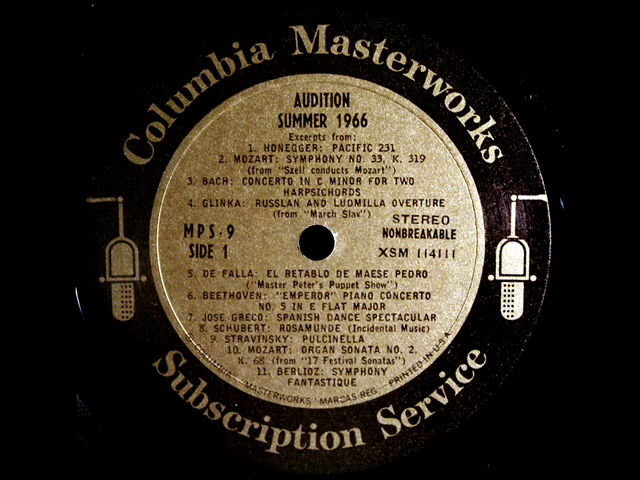 Columbia Masterworks
AUDITION
SUMMER 1966
Excerpts from:
1. HONEGGER: PACIFIC 231
2. MOZART: SYMPHONY NO. 33, K. 319
(from "Szell conducts Mozart")
3. BACH: CONCERTO IN C MINOR FOR TWO
HARPSICHORDS
4. GLINKA: RUSSLAN AND LUDMILLA OVERTURE
(from "March Slav")
STEREO
MPS-9
NONBREAKABLE
SIDE 1
XSM 114111
5. DE FALLA: EL RETABLO DE MAESE PEDRO
("Master Peter's Puppet Show")
6. BEETHOVEN: "EMPEROR" PIANO CONCERTO
NO. 5 IN E FLAT MAJOR
7. JOSE GRECO: SPANISH DANCE SPECTACULAR
8. SCHUBERT: ROSAMUNDE (Incidental Music)
9. STRAVINSKY: PULCINELLA
10. MOZART: ORGAN SONATA NO. 2,
K. 68 (from "17 Festival Sonatas")
11. BERLIOZ: SYMPHONY
FANTASTIQUE
COLUMBIA" "MASTERWORKS" MARCAS REG. PRINTED IN U.S.A.
Subscription Service